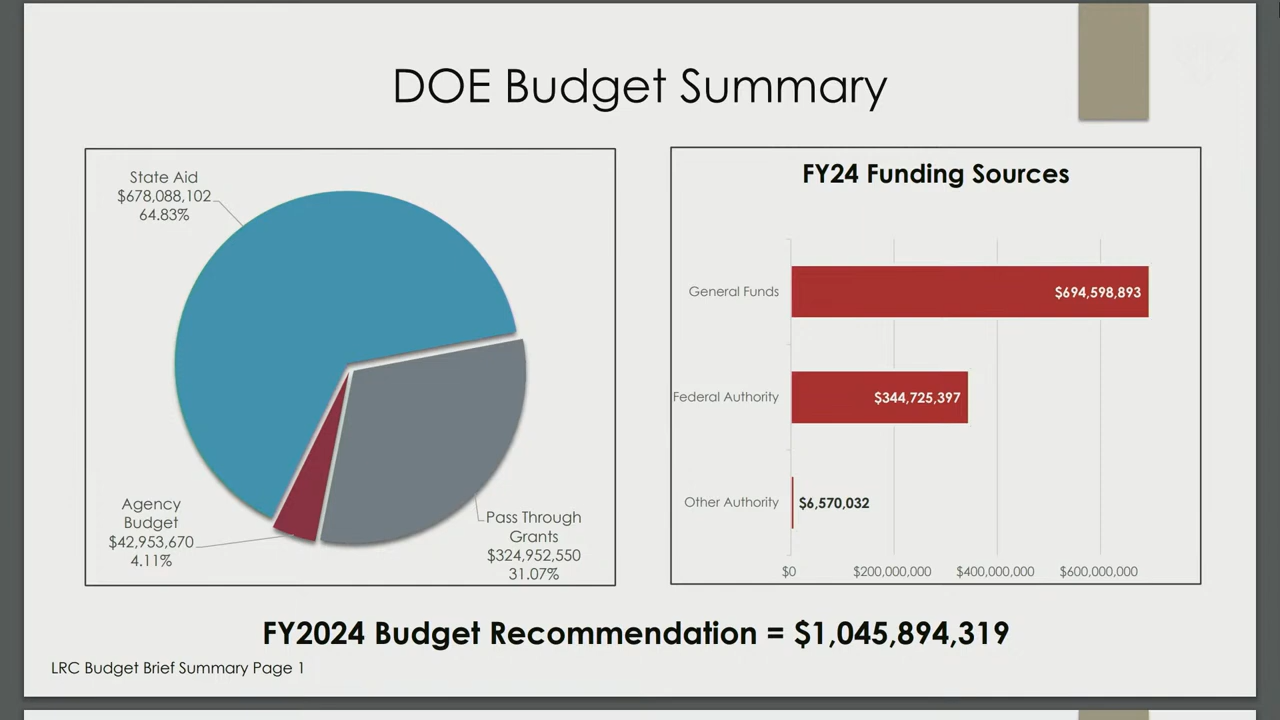 DOE Budget Summary
State Aid
$678,088,102
64.83%
Agency
Budget
$42,953,670
4.11%
Pass Through
Grants
$324,952,550
31.07%
FY24 Funding Sources
General Funds
$694,598,893
Federal Authority
$344,725,397
Other Authority
$6,570,032
$0 $200,000,000 $400,000,000 $600,000,000
FY2024 Budget Recommendation = $1,045,894,319
LRC Budget Brief Summary Page 1